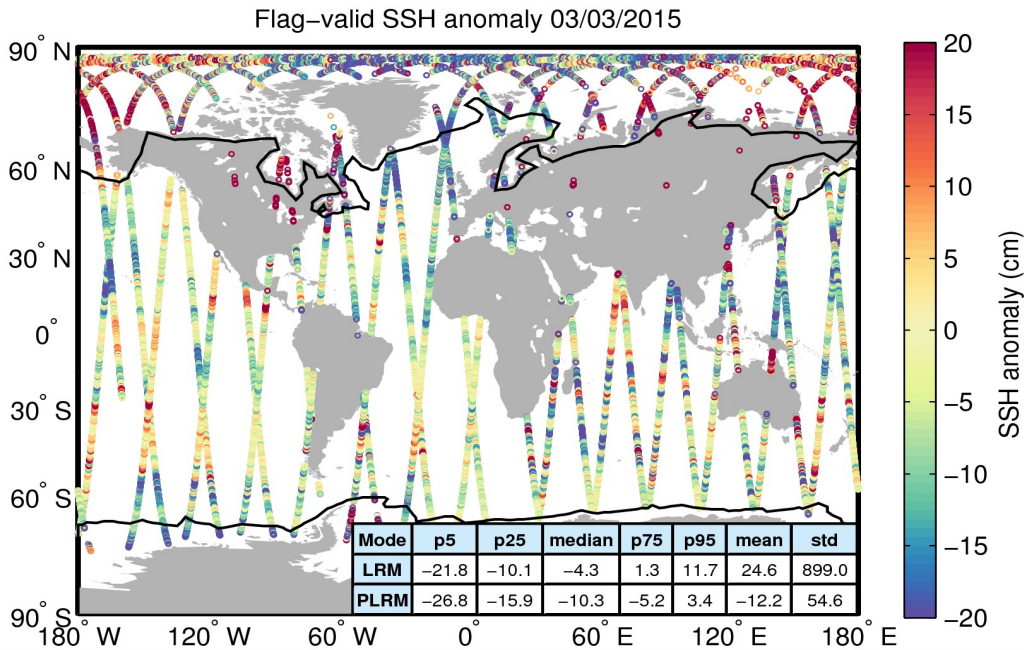 Flag−valid SSH anomaly 03/03/2015
90° N
60° N
30° N
0°
30° S
60° S
90° S
180° W
120° W
60° W
0°
60° E
120° E
180° E
Mode p5 p25 median p75 p95 mean std
LRM −21.8 −10.1 −4.3 1.3 11.7 24.6 899.0
PLRM −26.8 −15.9 −10.3 −5.2 3.4 −12.2 54.6
20
15
10
5
0
−5
−10
−15
−20
SSH anomaly (cm)